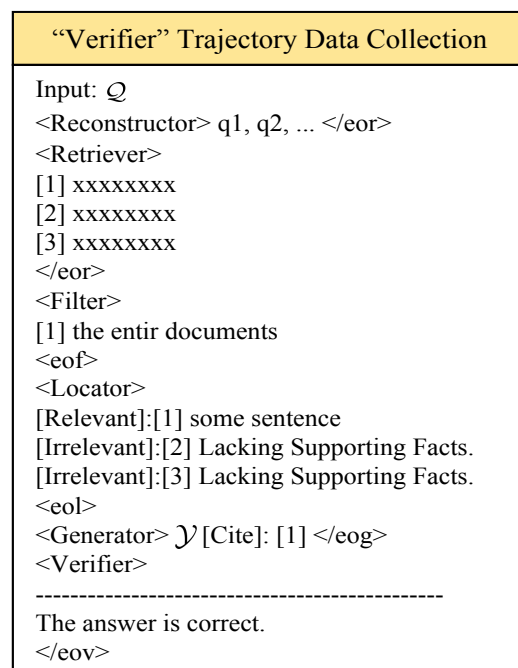 “Verifier” Trajectory Data Collection
Input: 𝒬
<Reconstructor> q1, q2, ... </eor>
<Retriever>
[1] xxxxxxxx
[2] xxxxxxxx
[3] xxxxxxxx
</eor>
<Filter>
[1] the entir documents
<eof>
<Locator>
[Relevant]:[1] some sentence
[Irrelevant]:[2] Lacking Supporting Facts.
[Irrelevant]:[3] Lacking Supporting Facts.
<eol>
<Generator> 𝒴 [Cite]: [1] </eog>
<Verifier>
-----------------------------------------------
The answer is correct.
</eov>